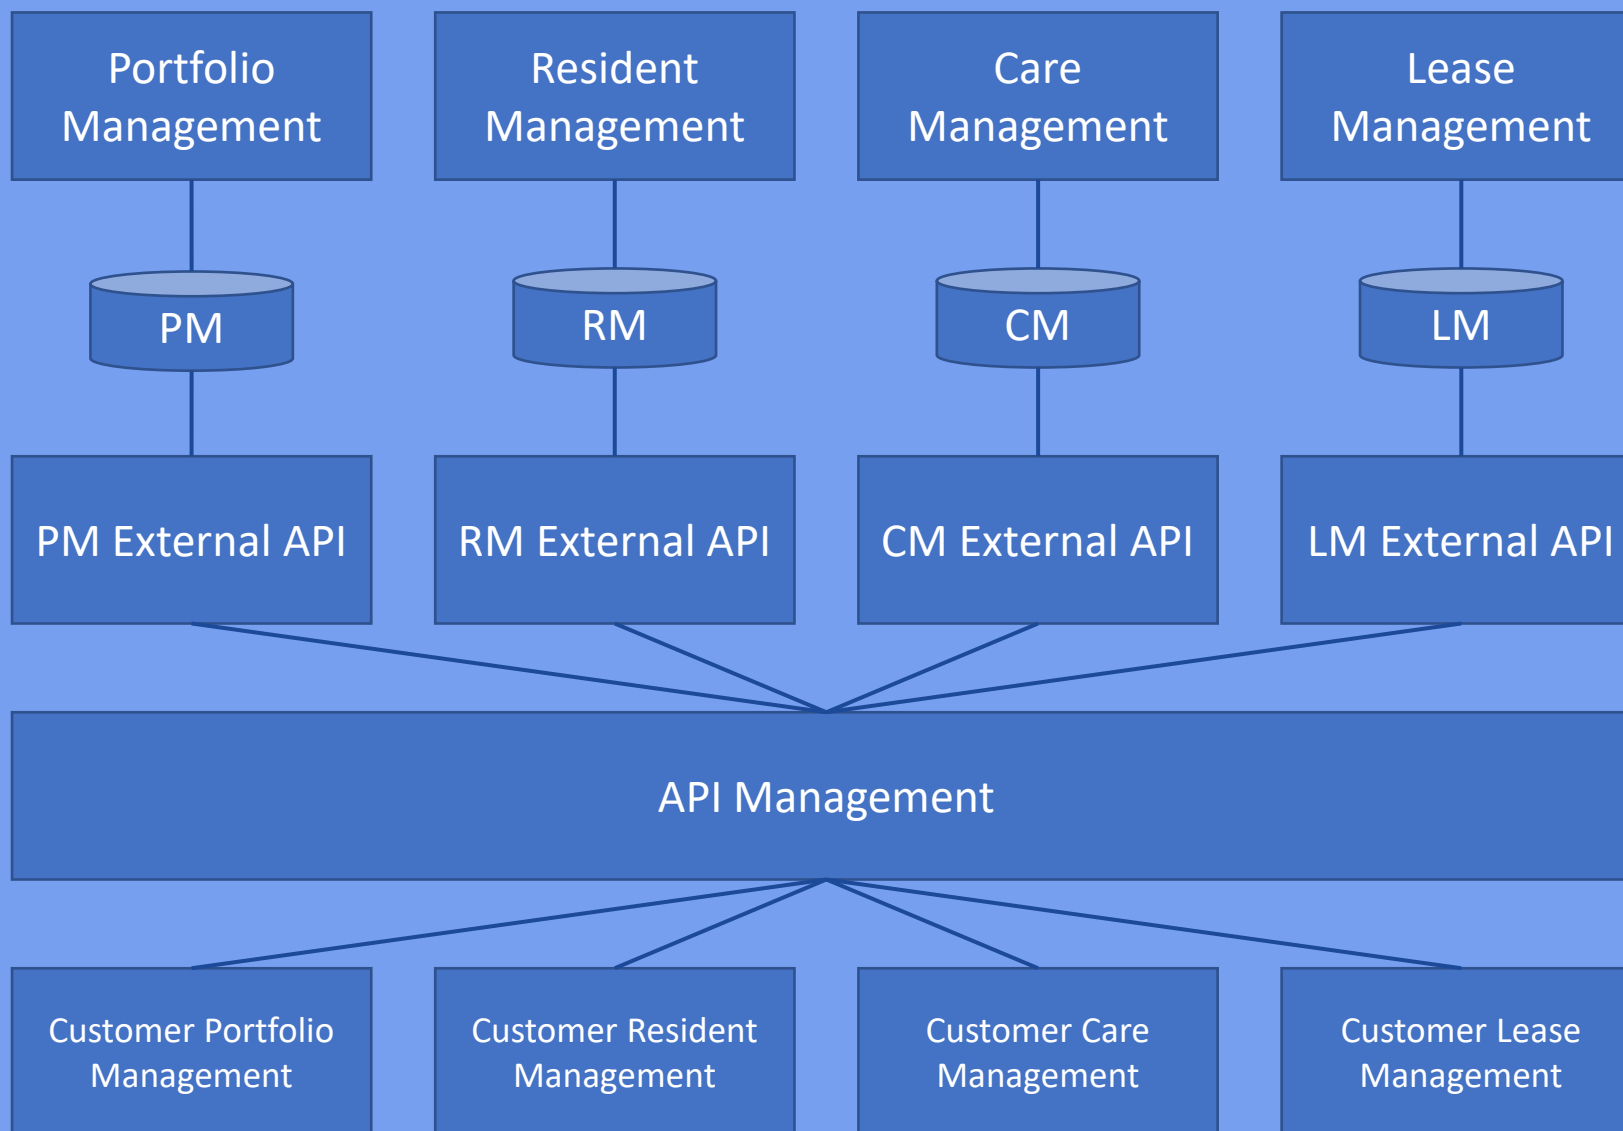 Portfolio
Management
Resident
Management
Care
Management
Lease
Management
PM
RM
CM
LM
PM External API
RM External API
CM External API
LM External API
API Management
Customer Portfolio
Management
Customer Resident
Management
Customer Care
Management
Customer Lease
Management